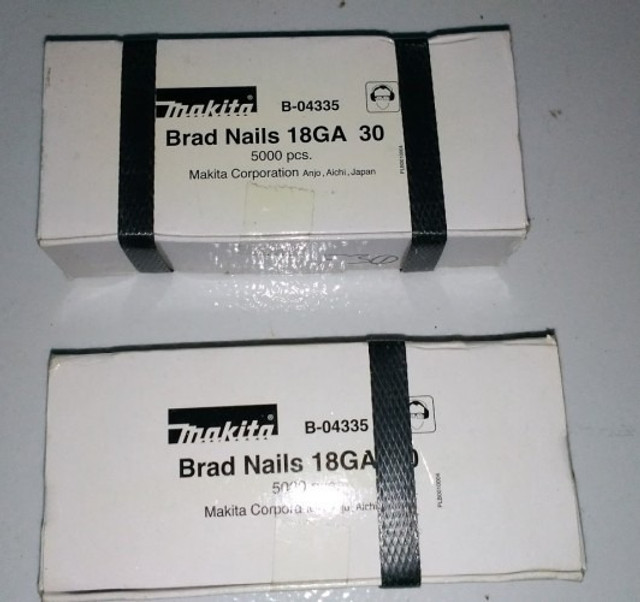 Makita B-04335
Brad Nails 18GA 30
5000 pcs.
Makita Corporation Anjo, Aichi, Japan
Makita B-04335
Brad Nails 18GA
Makita Aichi